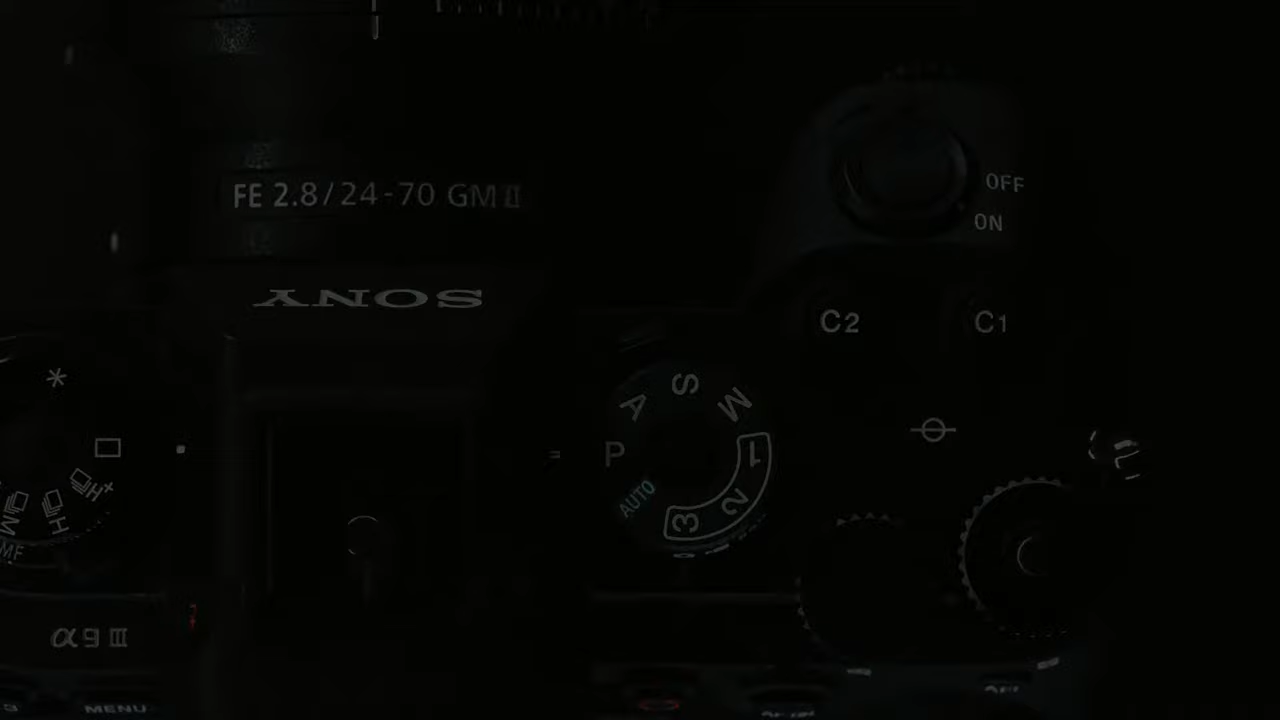 FE 2.8/24-70 GM II
OFF
ON
SONY
C2
C1
S
A
M
P
1
AUTO
2
3
H+
H
M
MF
α9 III
MENU